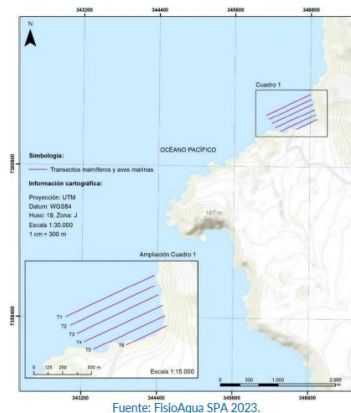 343200 344400 345600 346800
N
Cuadro 1
OCÉANO PACÍFICO
7380800
Simbología:
Transectos mamíferos y aves marinas
Información cartográfica:
Proyección: UTM
Datum: WGS84
Huso: 19, Zona: J
Escala 1:30.000
1 cm = 300 m
187 m
Ampliación Cuadro 1
T1
T2
T3
T4
T5
T6
0 125 250 500 m
Escala 1:15.000
0 500 1.000 2.000
343200 344400 345600 346800
Fuente: FisioAqua SPA 2023.